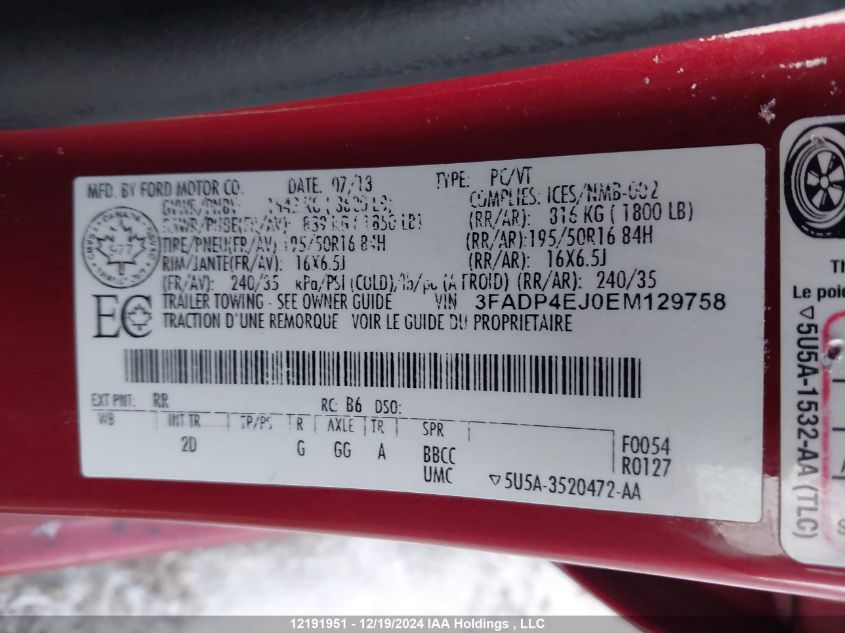 MFD. BY FORD MOTOR CO. DATE: 07/13 TYPE: PC/VT
COMPLIES: ICES/NMB-002
(RR/AR): 816 KG ( 1800 LB)
TIRE/PNEU(FR/AV) 195/50R16 84H (RR/AR): 195/50R16 84H
RIM/JANTE(FR/AV): 16X6.5J (RR/AR): 16X6.5J
(FR/AV): 240/35 kPa/PSI (COLD) (A FROID) (RR/AR): 240/35
TRAILER TOWING - SEE OWNER GUIDE VIN 3FADP4EJ0EM129758
TRACTION D'UNE REMORQUE VOIR LE GUIDE DU PROPRIETAIRE
EC
EXT PNT: RR RC: B6 DSO:
WB INT TR TP/PS R AXLE TR SPR
2D G GG A BBCC
UMC
F0054
R0127
▽5U5A-3520472-AA
▽5U5A-1532-AA (TLC)
Le poi
12191951 - 12/19/2024 IAA Holdings , LLC